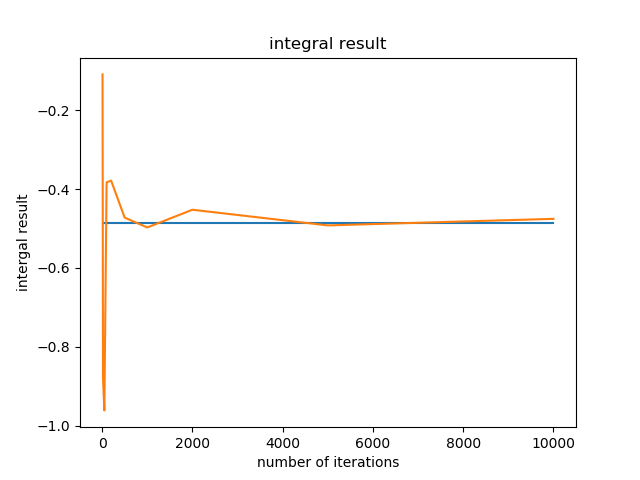 integral result
−0.2
−0.4
−0.6
−0.8
−1.0
intergal result
0 2000 4000 6000 8000 10000
number of iterations